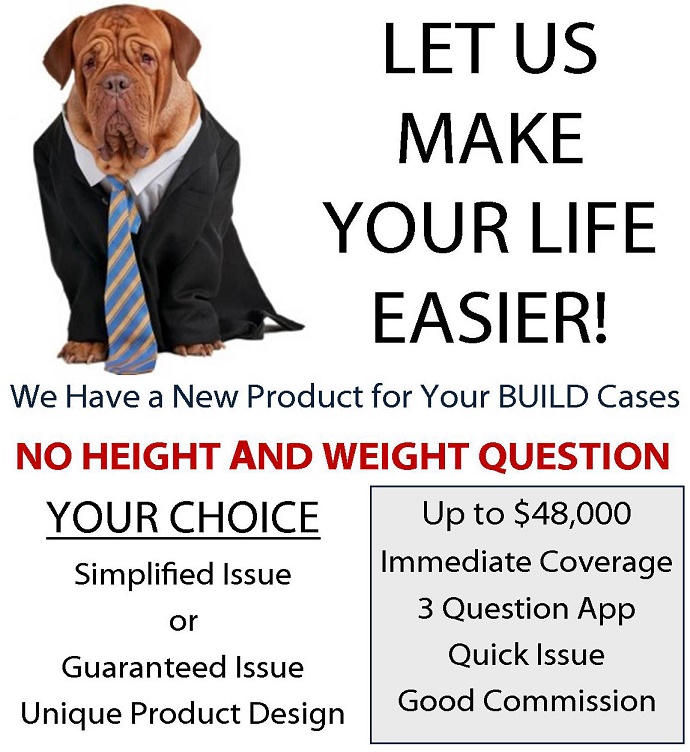 LET US
MAKE
YOUR LIFE
EASIER!
We Have a New Product for Your BUILD Cases
NO HEIGHT AND WEIGHT QUESTION
YOUR CHOICE
Simplified Issue
or
Guaranteed Issue
Unique Product Design
Up to $48,000
Immediate Coverage
3 Question App
Quick Issue
Good Commission